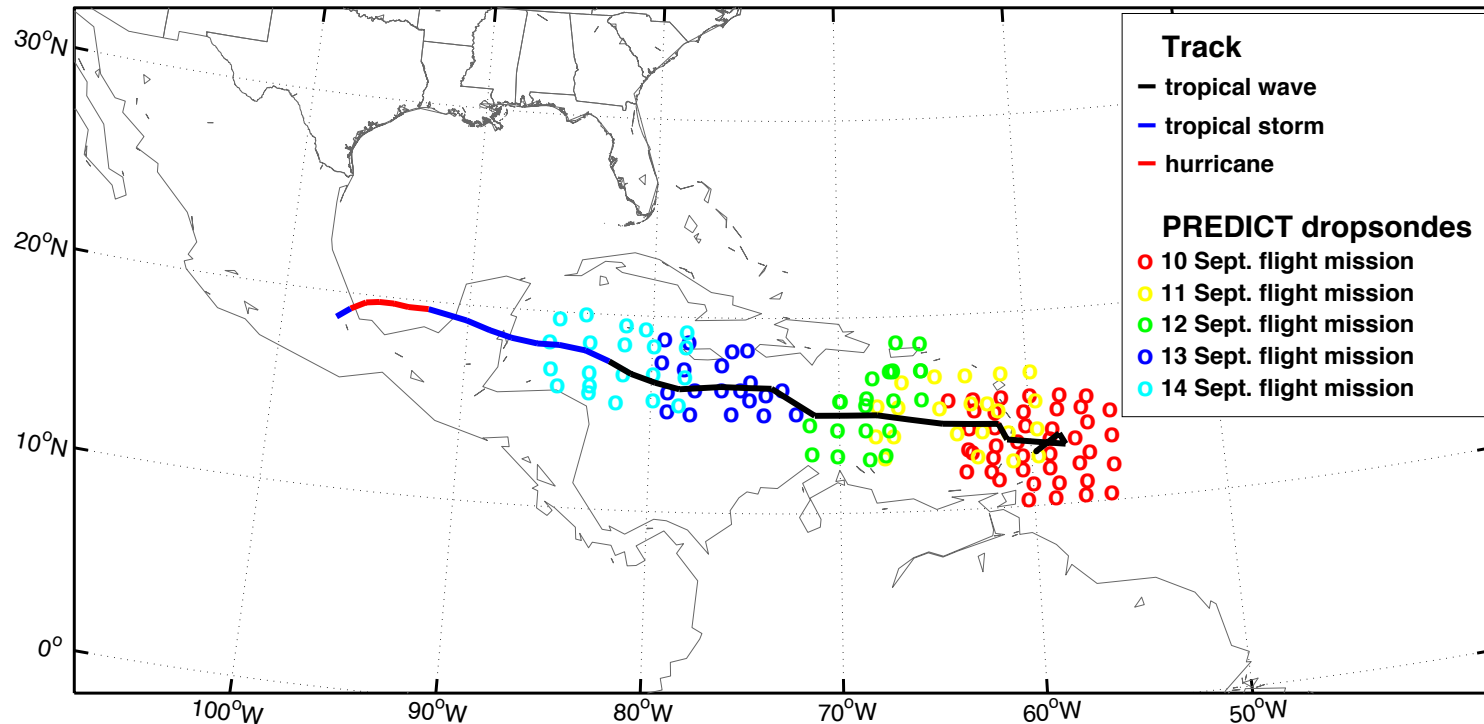 Track
tropical wave
tropical storm
hurricane
PREDICT dropsondes
10 Sept. flight mission
11 Sept. flight mission
12 Sept. flight mission
13 Sept. flight mission
14 Sept. flight mission
30°N
20°N
10°N
0°
100°W
90°W
80°W
70°W
60°W
50°W